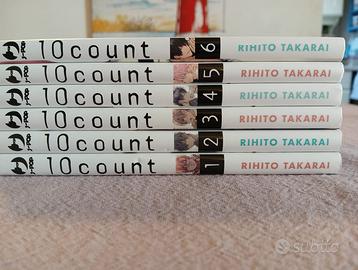 10 count 6 RIHITO TAKARAI
10 count 5 RIHITO TAKARAI
10 count 4 RIHITO TAKARAI
10 count 3 RIHITO TAKARAI
10 count 2 RIHITO TAKARAI
10 count 1 RIHITO TAKARAI
subito